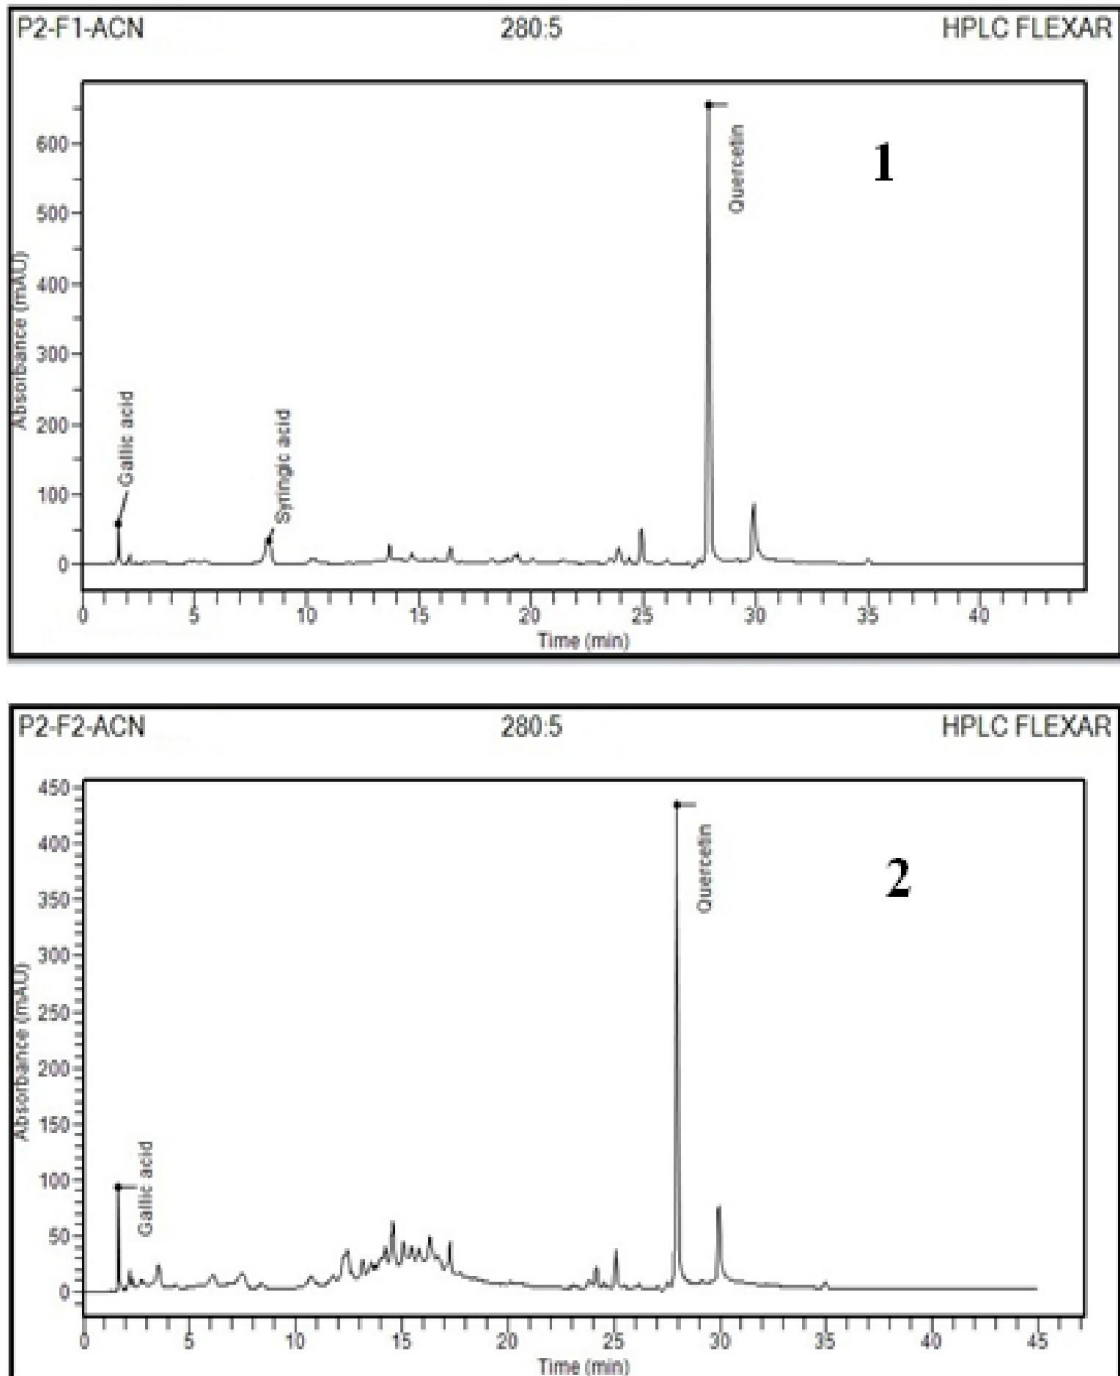 P2-F1-ACN 280:5 HPLC FLEXAR
600
500
400
300
200
100
0
Absorbance (mAU)
Gallic acid
Syringic acid
Quercetin
1
0 5 10 15 20 25 30 35 40
Time (min)
P2-F2-ACN 280:5 HPLC FLEXAR
450
400
350
300
250
200
150
100
50
0
Absorbance (mAU)
Gallic acid
Quercetin
2
0 5 10 15 20 25 30 35 40 45
Time (min)